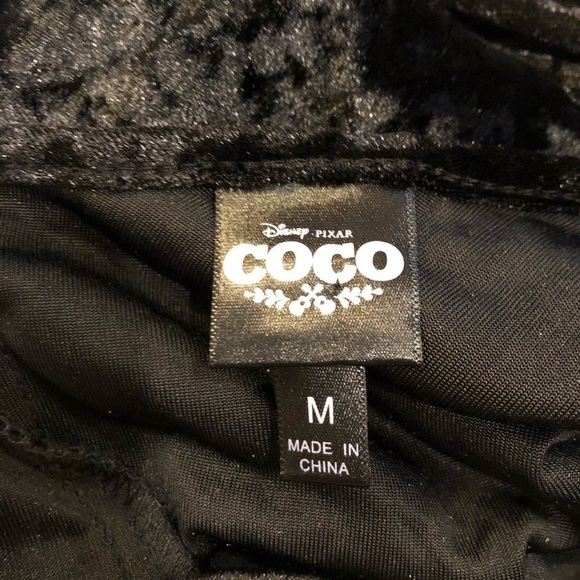 Disney · PIXAR
COCO
M
MADE IN
CHINA